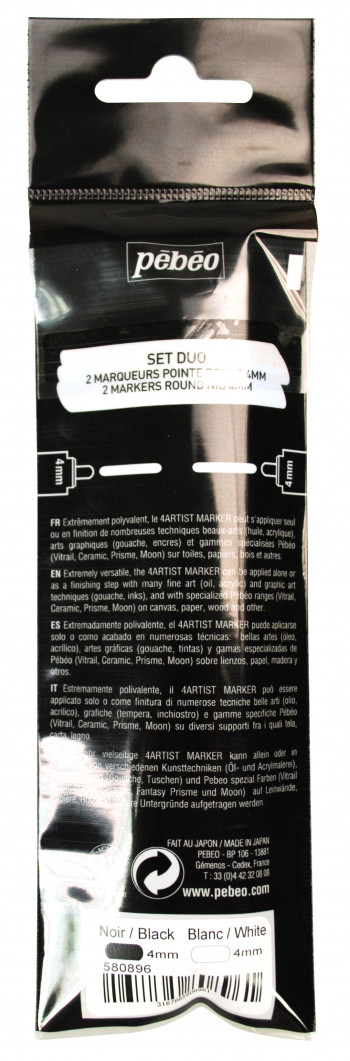 pēbēo
SET DUO
2 MARQUEURS POINTE 4MM
2 MARKERS ROUND NIB 4MM
4mm
4mm
FR Extrêmement polyvalent, le 4ARTIST MARKER peut s'appliquer seul
ou en finition de nombreuses techniques beaux-arts (huile, acrylique),
arts graphiques (gouache, encres) et gammes spécialisées Pébéo
(Vitrail, Ceramic, Prisme, Moon) sur toiles, papiers, bois et autres.
EN Extremely versatile, the 4ARTIST MARKER can be applied alone or
as a finishing step with many fine art (oil, acrylic) and graphic art
techniques (gouache, inks), and with specialized Pébéo ranges (Vitrail,
Ceramic, Prisme, Moon) on canvas, paper, wood and other.
ES Extremadamente polivalente, el 4ARTIST MARKER puede aplicarse
solo o como acabado en numerosas técnicas: bellas artes (óleo,
acrílico), artes gráficas (gouache, tintas) y gamas especializadas de
Pébéo (Vitrail, Ceramic, Prisme, Moon) sobre lienzos, papel, madera y
otros.
IT Estremamente polivalente, il 4ARTIST MARKER può essere
applicato solo o come finitura di numerose tecniche belle arti (olio,
acrilico), grafiche (tempera, inchiostro) e gamme specifiche Pébéo
(Vitrail, Ceramic, Prisme, Moon) su diversi supporti fra i quali tela,
carta, legno.
vielseitige 4ARTIST MARKER kann allein oder in
verschiedenen Kunsttechniken (Öl- und Acrylmalerei),
Tuschen) und Pebeo spezial Farben (Vitrail
Fantasy Prisme und Moon) auf Leinwände,
Untergründe aufgetragen werden.
FAIT AU JAPON / MADE IN JAPAN
PEBEO - BP 106 - 13881
Gémenos - Cedex, France
T : 33 (0)4 42 32 08 08
www.pebeo.com
Noir / Black Blanc / White
4mm 4mm
580896